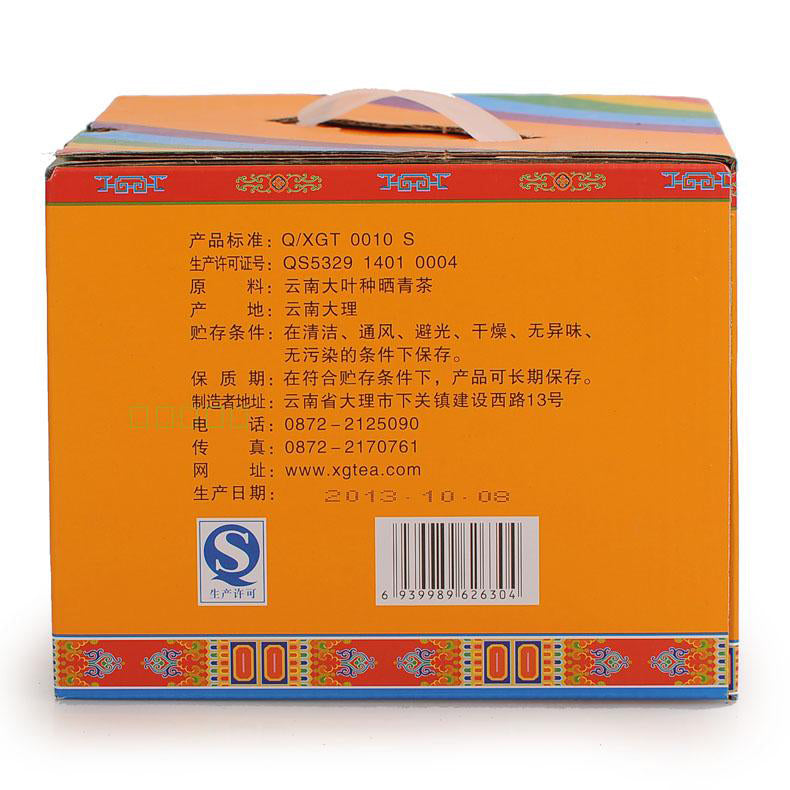 产品标准：Q/XGT 0010 S
生产许可证号：QS5329 1401 0004
原 料：云南大叶种晒青茶
产 地：云南大理
贮存条件：在清洁、通风、避光、干燥、无异味、
无污染的条件下保存。
保 质 期：在符合贮存条件下，产品可长期保存。
制造者地址：云南省大理市下关镇建设西路13号
电 话：0872-2125090
传 真：0872-2170761
网 址：www.xgtea.com
生产日期： 2013.10.08
生产许可
6 939989 626304